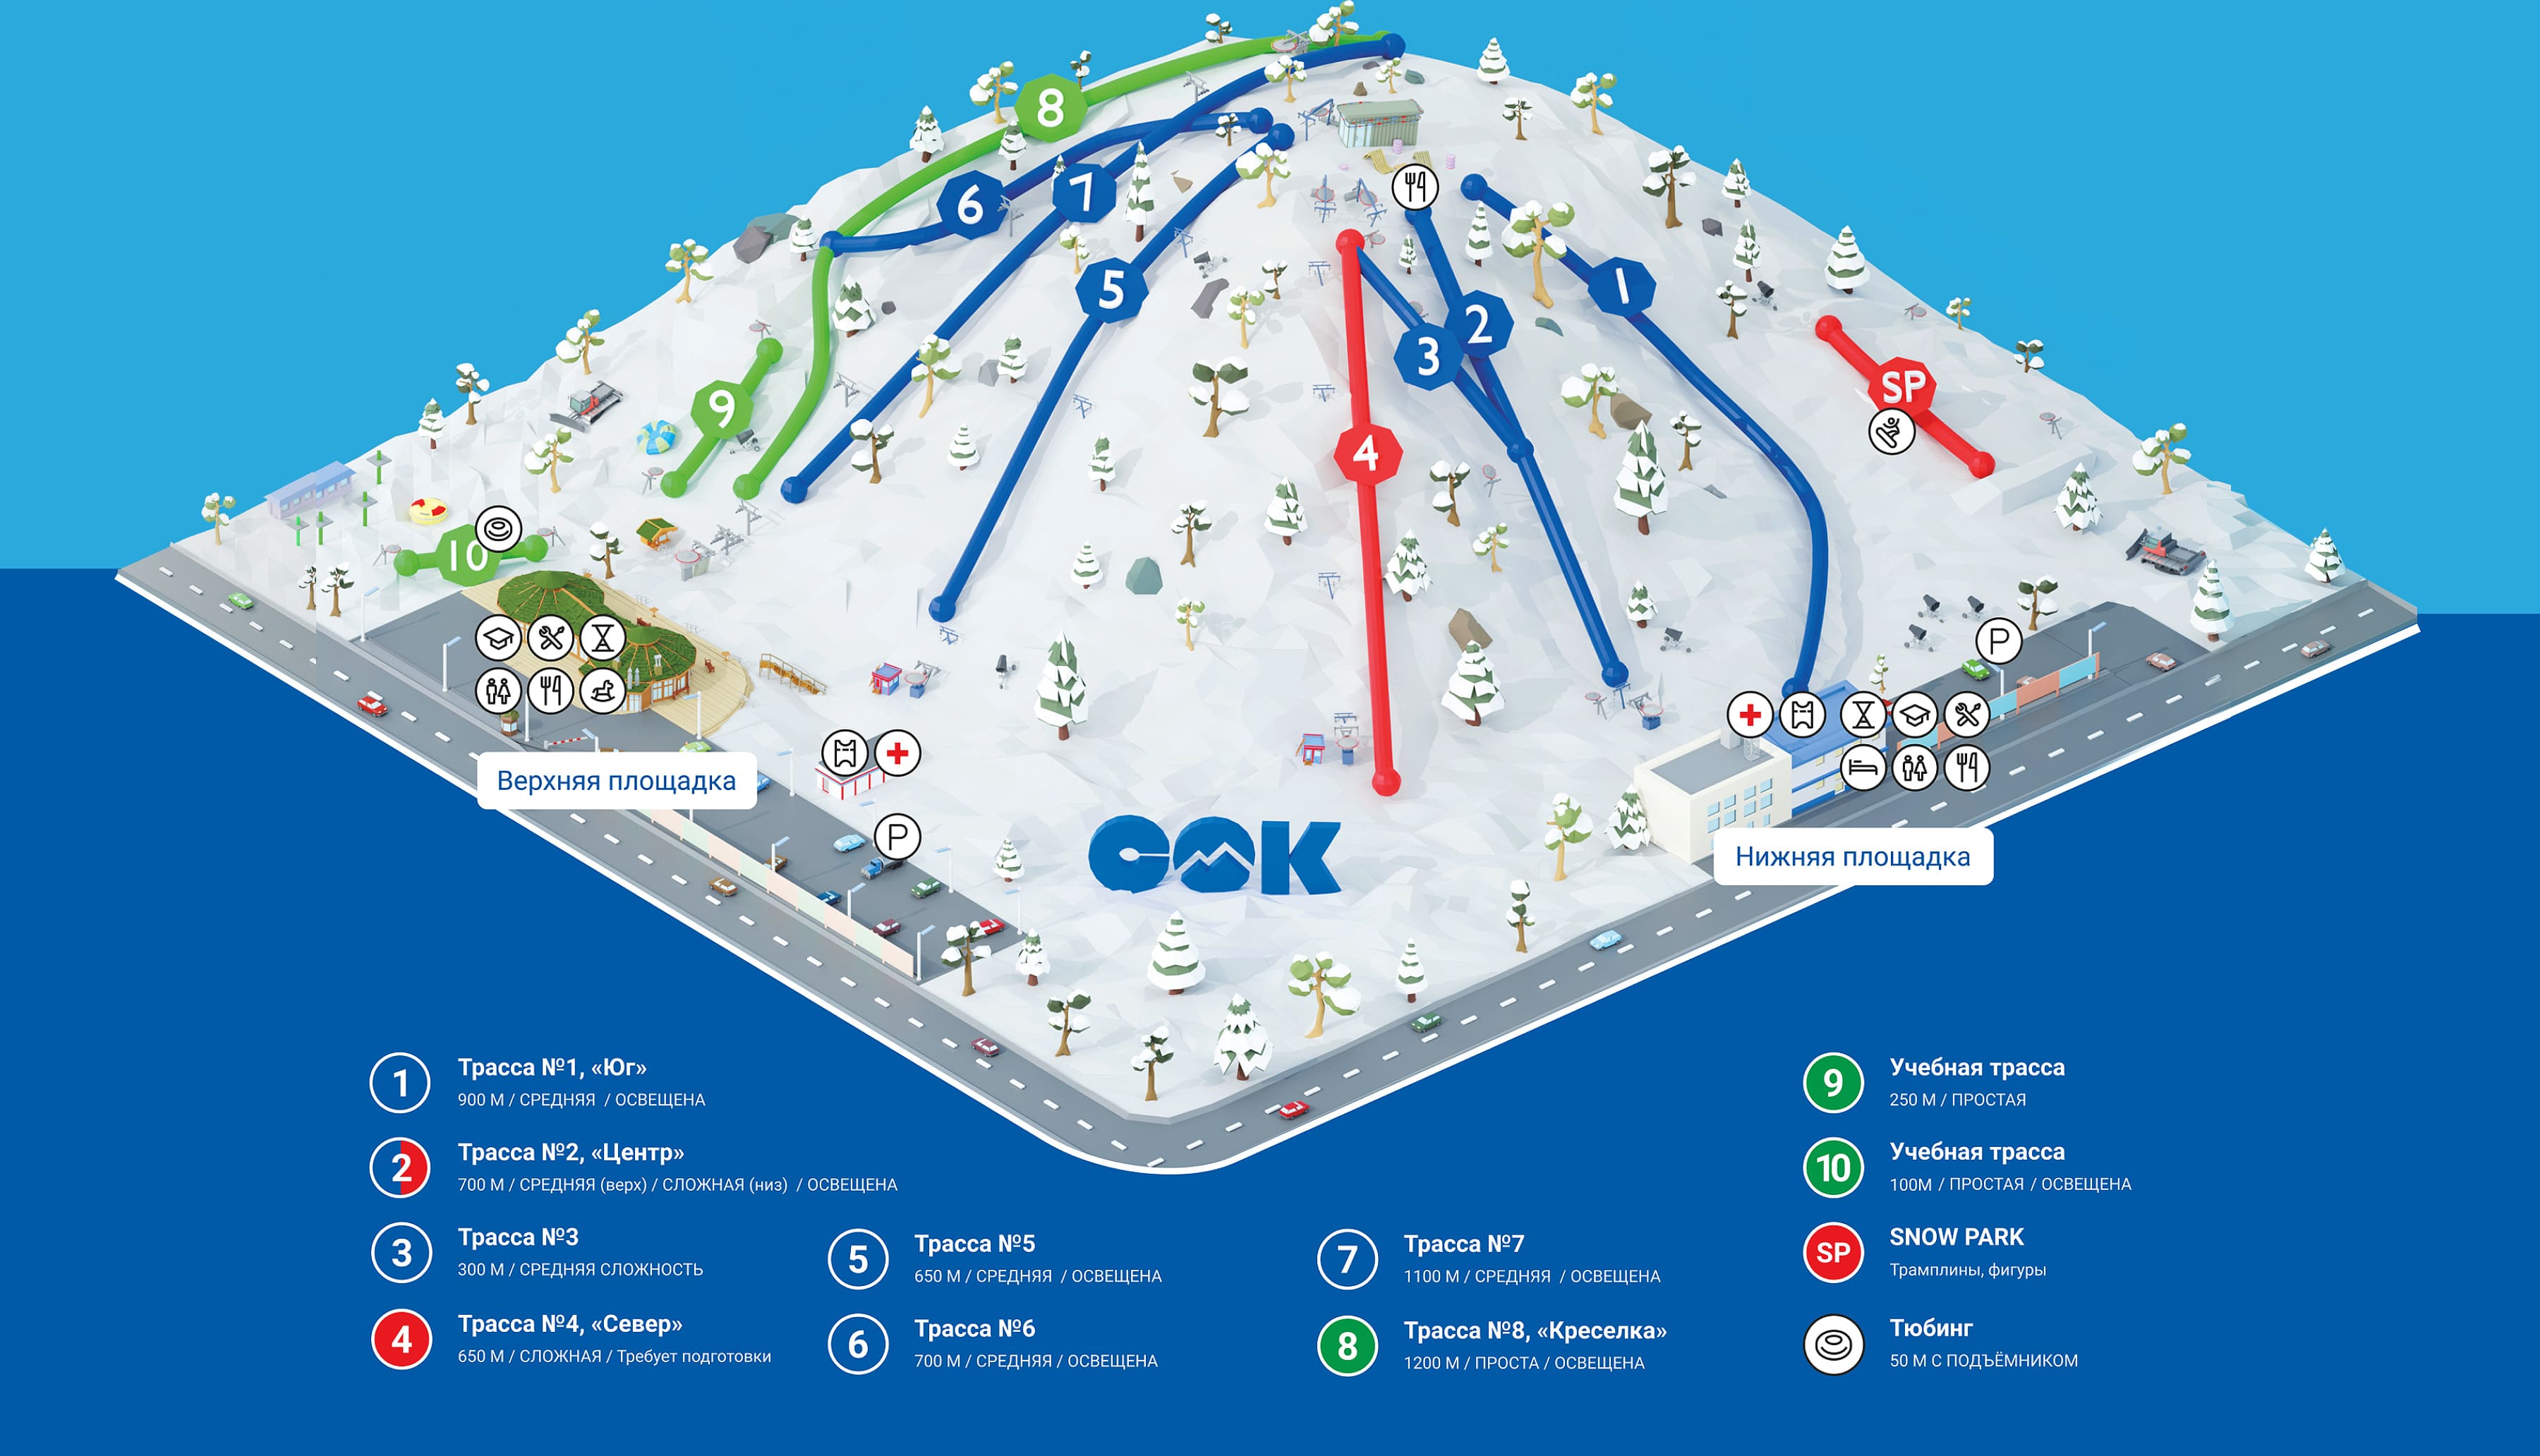 8
6
7
5
1
2
3
SP
9
4
10
P
Верхняя площадка
P
СОК
Нижняя площадка
1
Трасса №1, «Юг»
900 М / СРЕДНЯЯ / ОСВЕЩЕНА
2
Трасса №2, «Центр»
700 М / СРЕДНЯЯ (верх) / СЛОЖНАЯ (низ) / ОСВЕЩЕНА
3
Трасса №3
300 М / СРЕДНЯЯ СЛОЖНОСТЬ
4
Трасса №4, «Север»
650 М / СЛОЖНАЯ / Требует подготовки
5
Трасса №5
650 М / СРЕДНЯЯ / ОСВЕЩЕНА
6
Трасса №6
700 М / СРЕДНЯЯ / ОСВЕЩЕНА
7
Трасса №7
1100 М / СРЕДНЯЯ / ОСВЕЩЕНА
8
Трасса №8, «Креселка»
1200 М / ПРОСТА / ОСВЕЩЕНА
9
Учебная трасса
250 М / ПРОСТАЯ
10
Учебная трасса
100М / ПРОСТАЯ / ОСВЕЩЕНА
SP
SNOW PARK
Трамплины, фигуры
Тюбинг
50 М С ПОДЪЁМНИКОМ